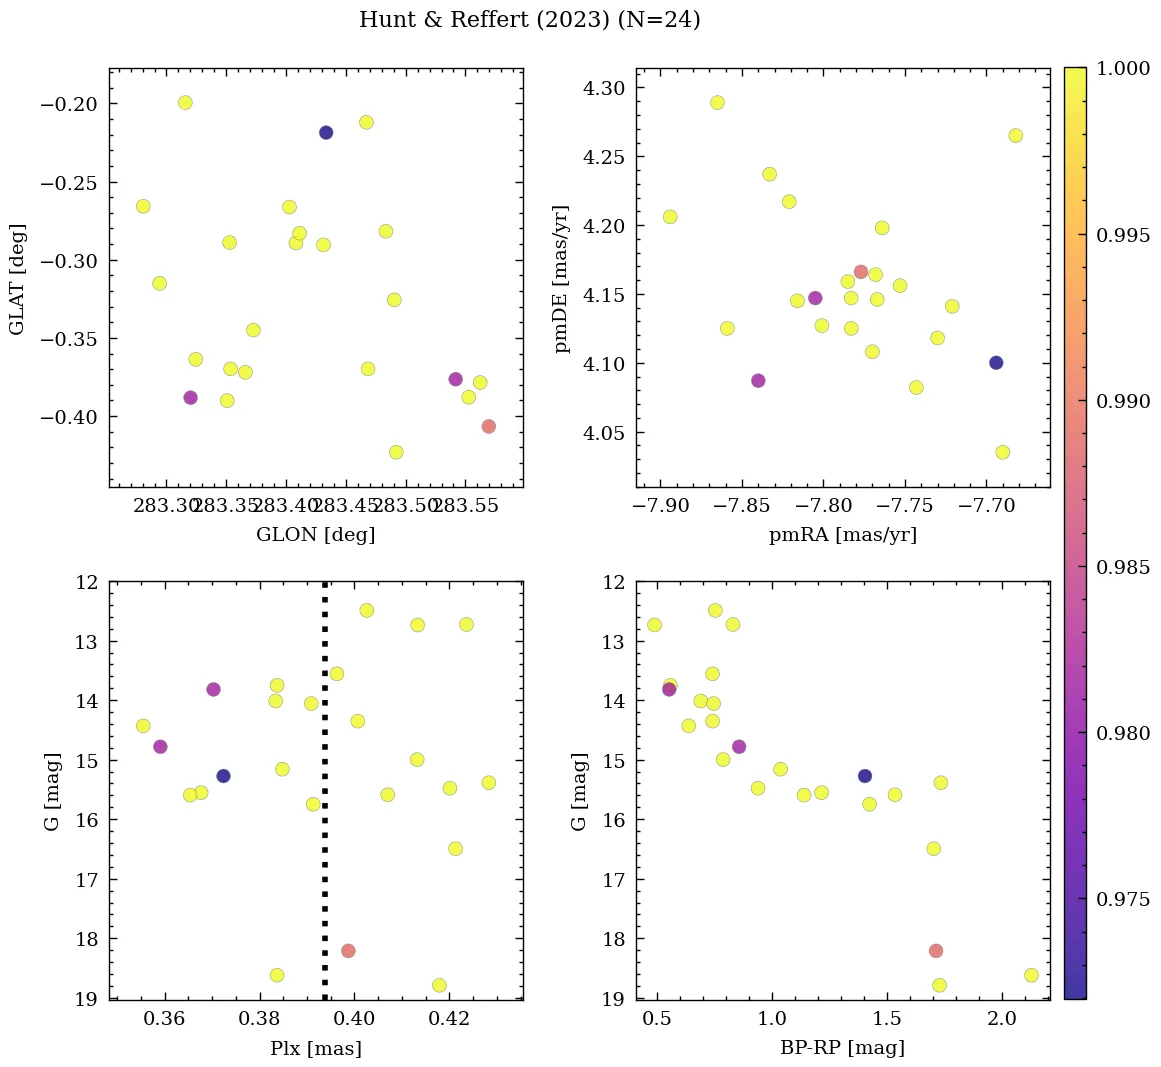 Hunt & Reffert (2023) (N=24)
−0.20
−0.25
−0.30
−0.35
−0.40
GLAT [deg]
283.30 283.35 283.40 283.45 283.50 283.55
GLON [deg]
4.30
4.25
4.20
4.15
4.10
4.05
pmDE [mas/yr]
−7.90 −7.85 −7.80 −7.75 −7.70
pmRA [mas/yr]
12
13
14
15
16
17
18
19
G [mag]
0.36 0.38 0.40 0.42
Plx [mas]
12
13
14
15
16
17
18
19
G [mag]
0.5 1.0 1.5 2.0
BP-RP [mag]
1.000
0.995
0.990
0.985
0.980
0.975